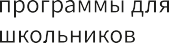 программы для
школьников